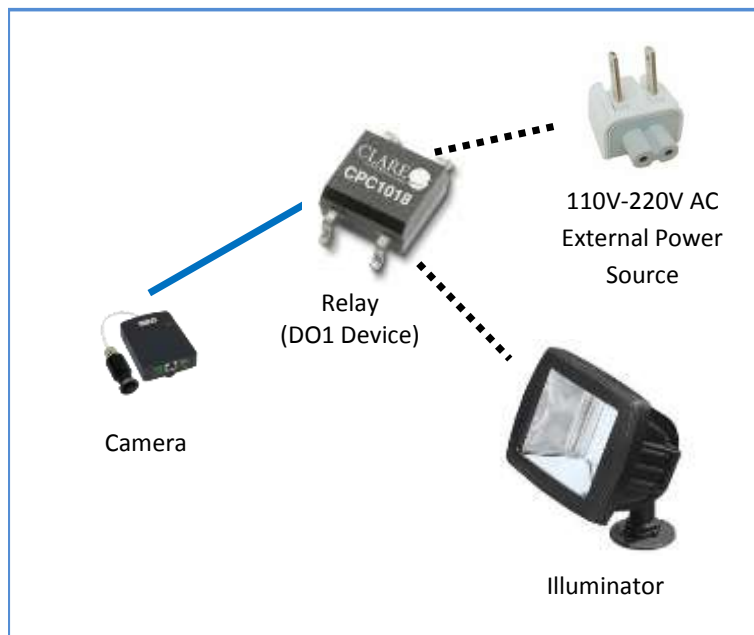 CLARE
CPC1018
110V-220V AC
External Power
Source
Relay
(DO1 Device)
Camera
Illuminator